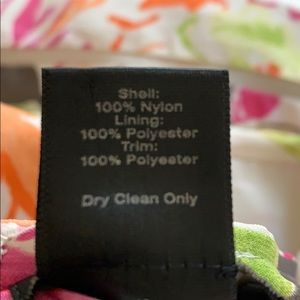 Shell:
100% Nylon
Lining:
100% Polyester
Trim:
100% Polyester
Dry Clean Only